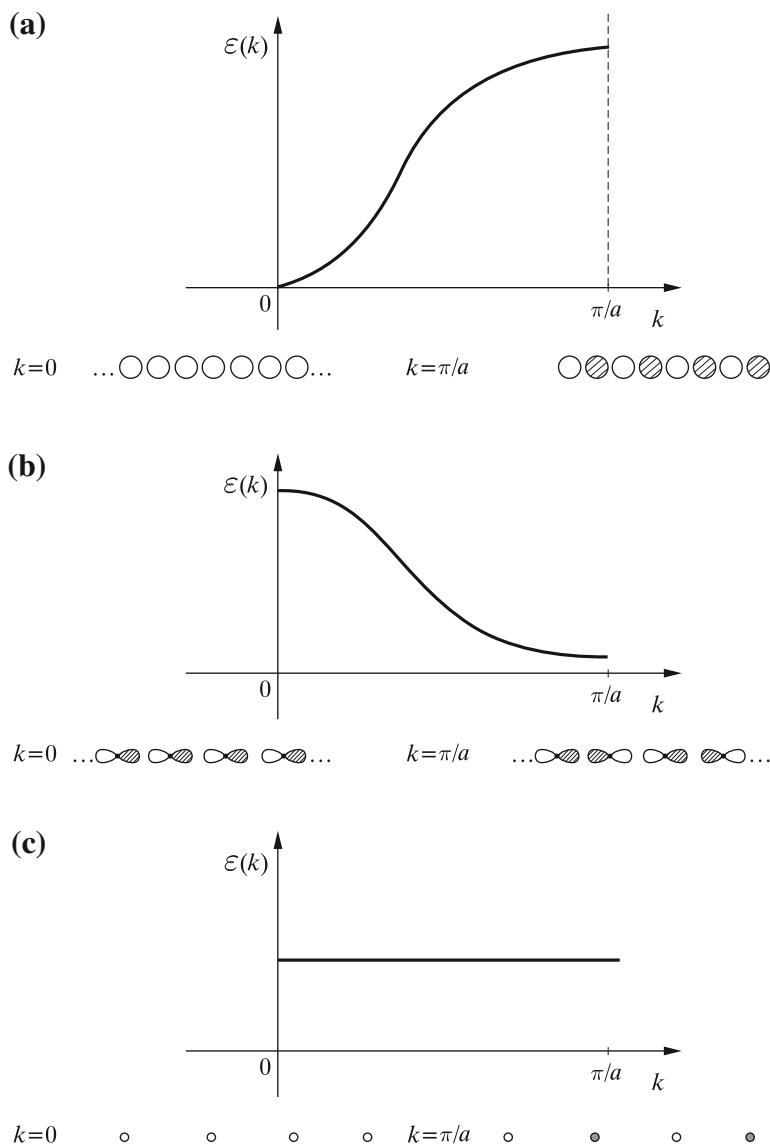 (a)
ε(k)
0
π/a
k
k=0 ... ... k=π/a
(b)
ε(k)
0
π/a
k
k=0 ... ... k=π/a ... ...
(c)
ε(k)
0
π/a
k
k=0 k=π/a